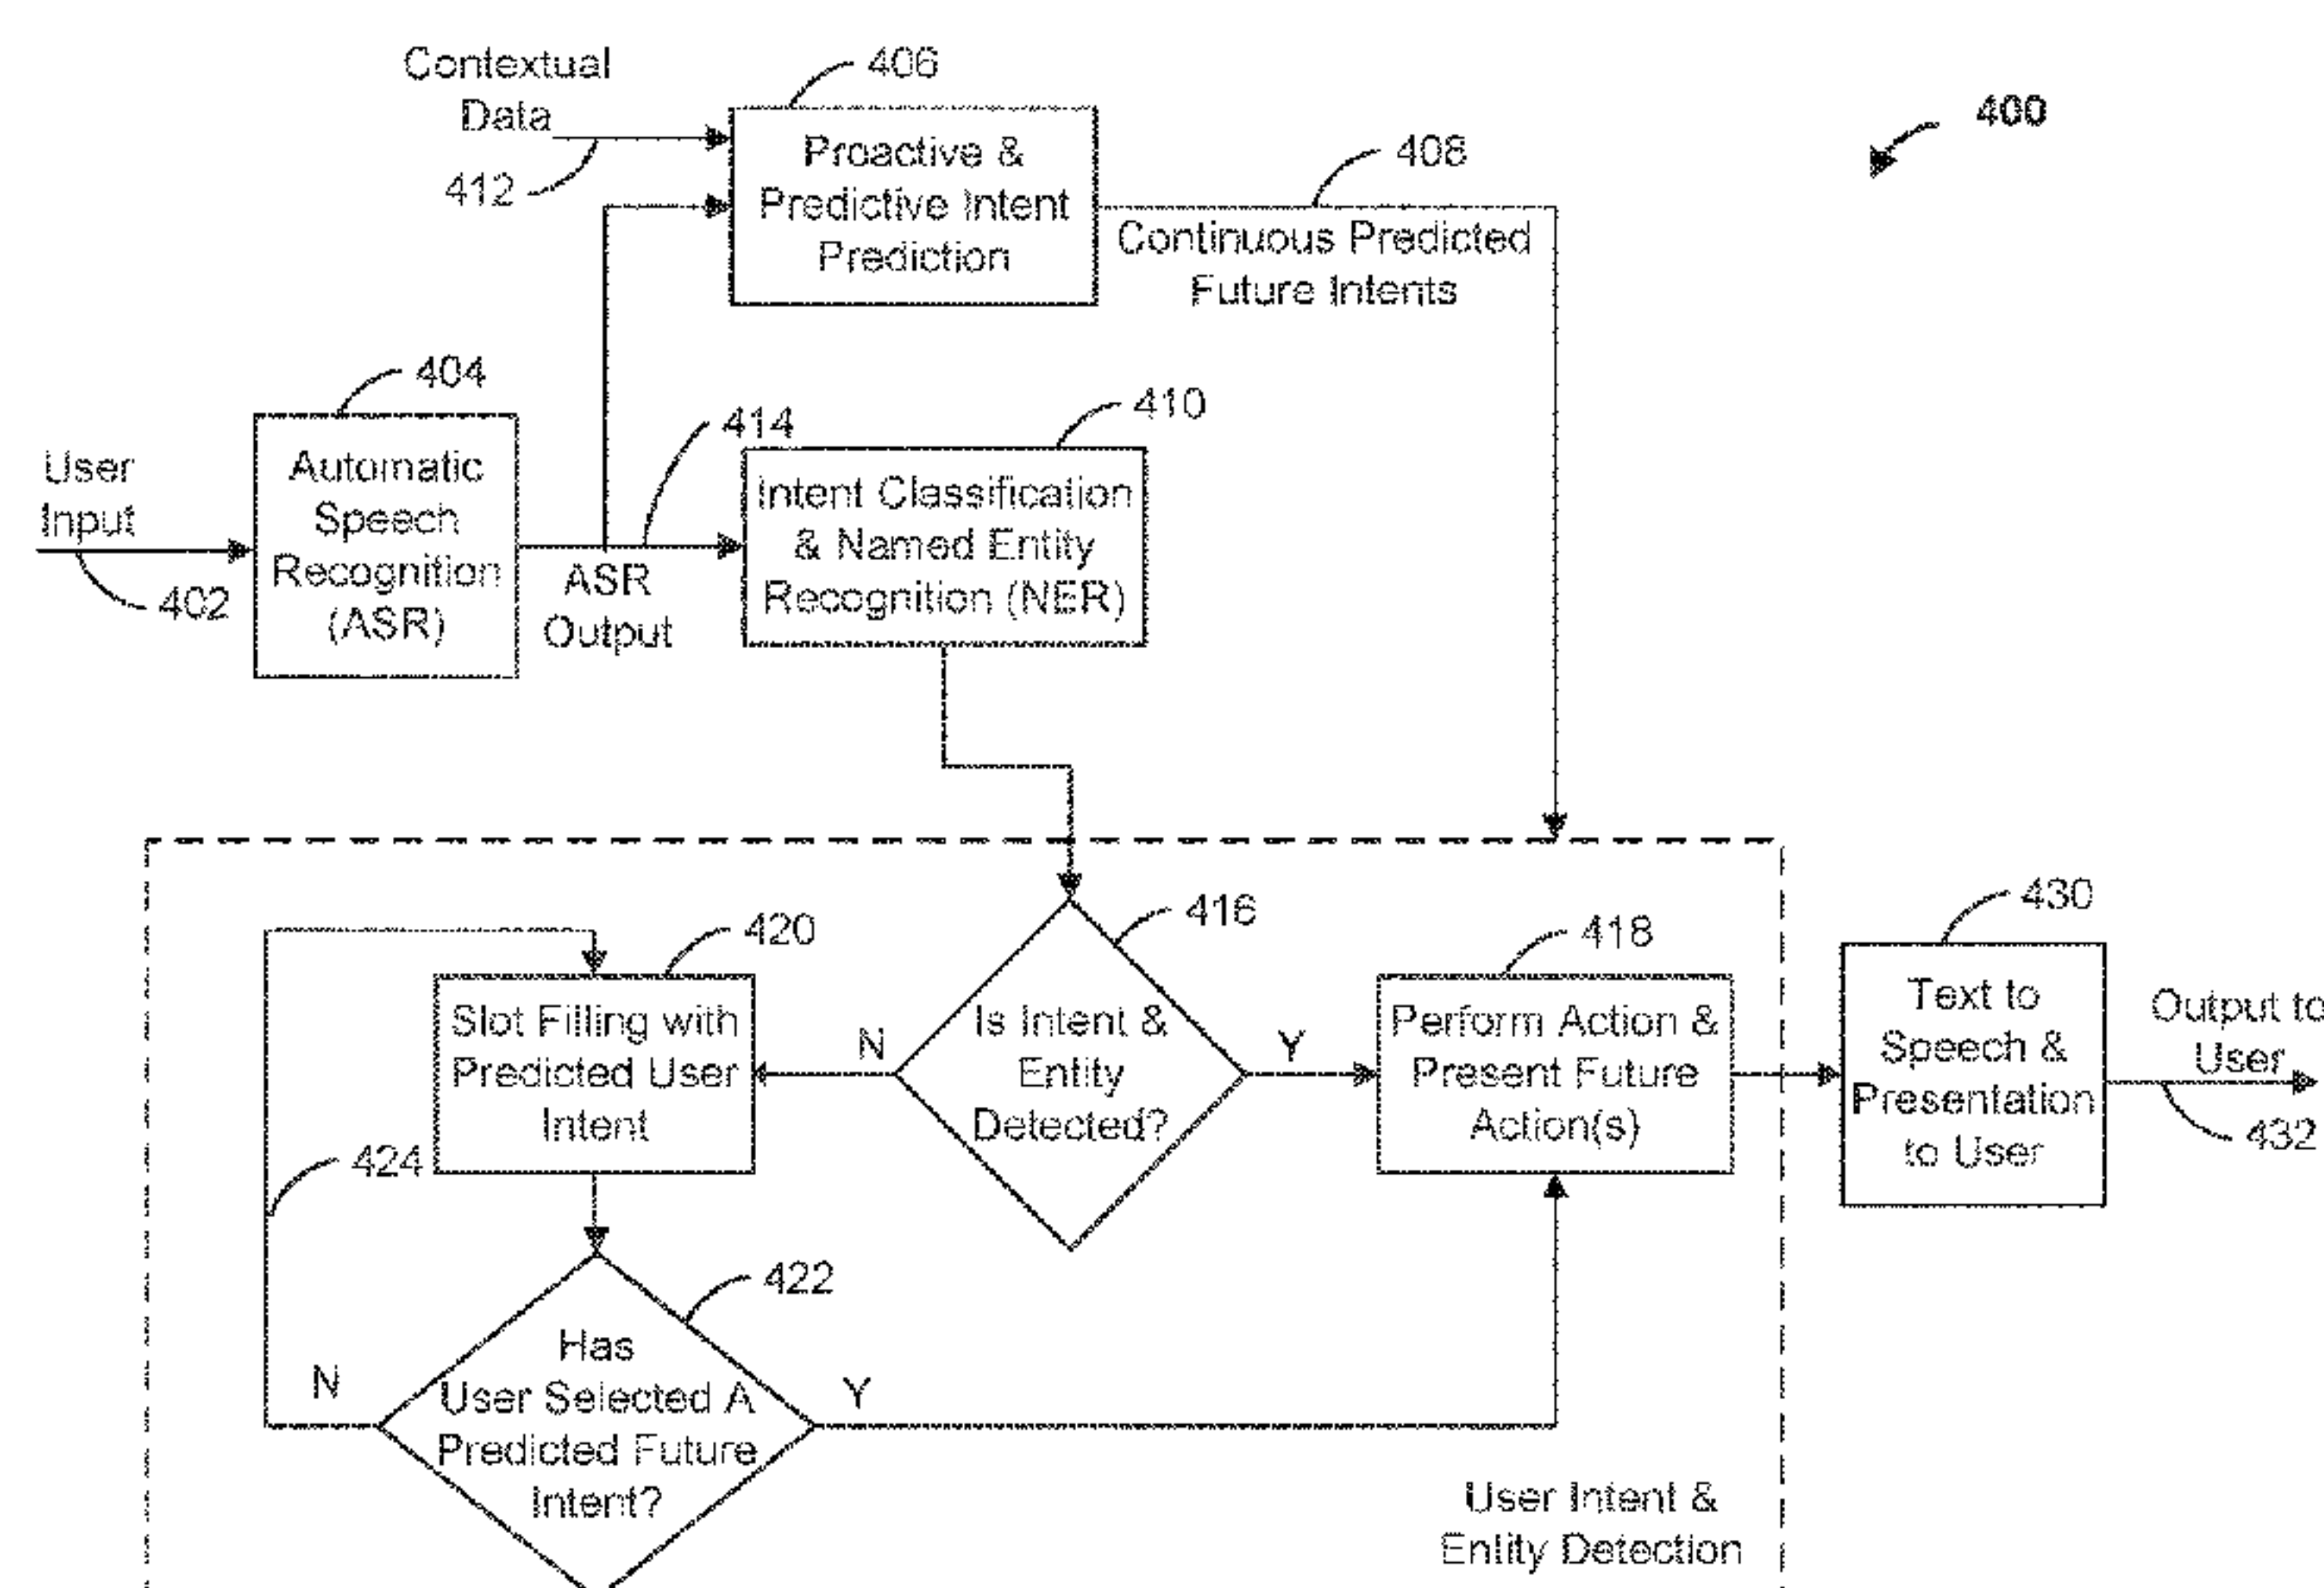 Contextual
Data
412
406
Proactive &
Predictive Intent
Prediction
408
Continuous Predicted
Future Intents
400
404
User
Input
402
Automatic
Speech
Recognition
(ASR)
414
ASR
Output
410
Intent Classification
& Named Entity
Recognition (NER)
420
Slot Filling with
Predicted User
Intent
416
N
Is Intent &
Entity
Detected?
Y
418
Perform Action &
Present Future
Action(s)
430
Text to
Speech &
Presentation
to User
Output to
User
432
424
422
N
Has
User Selected A
Predicted Future
Intent?
Y
User Intent &
Entity Detection